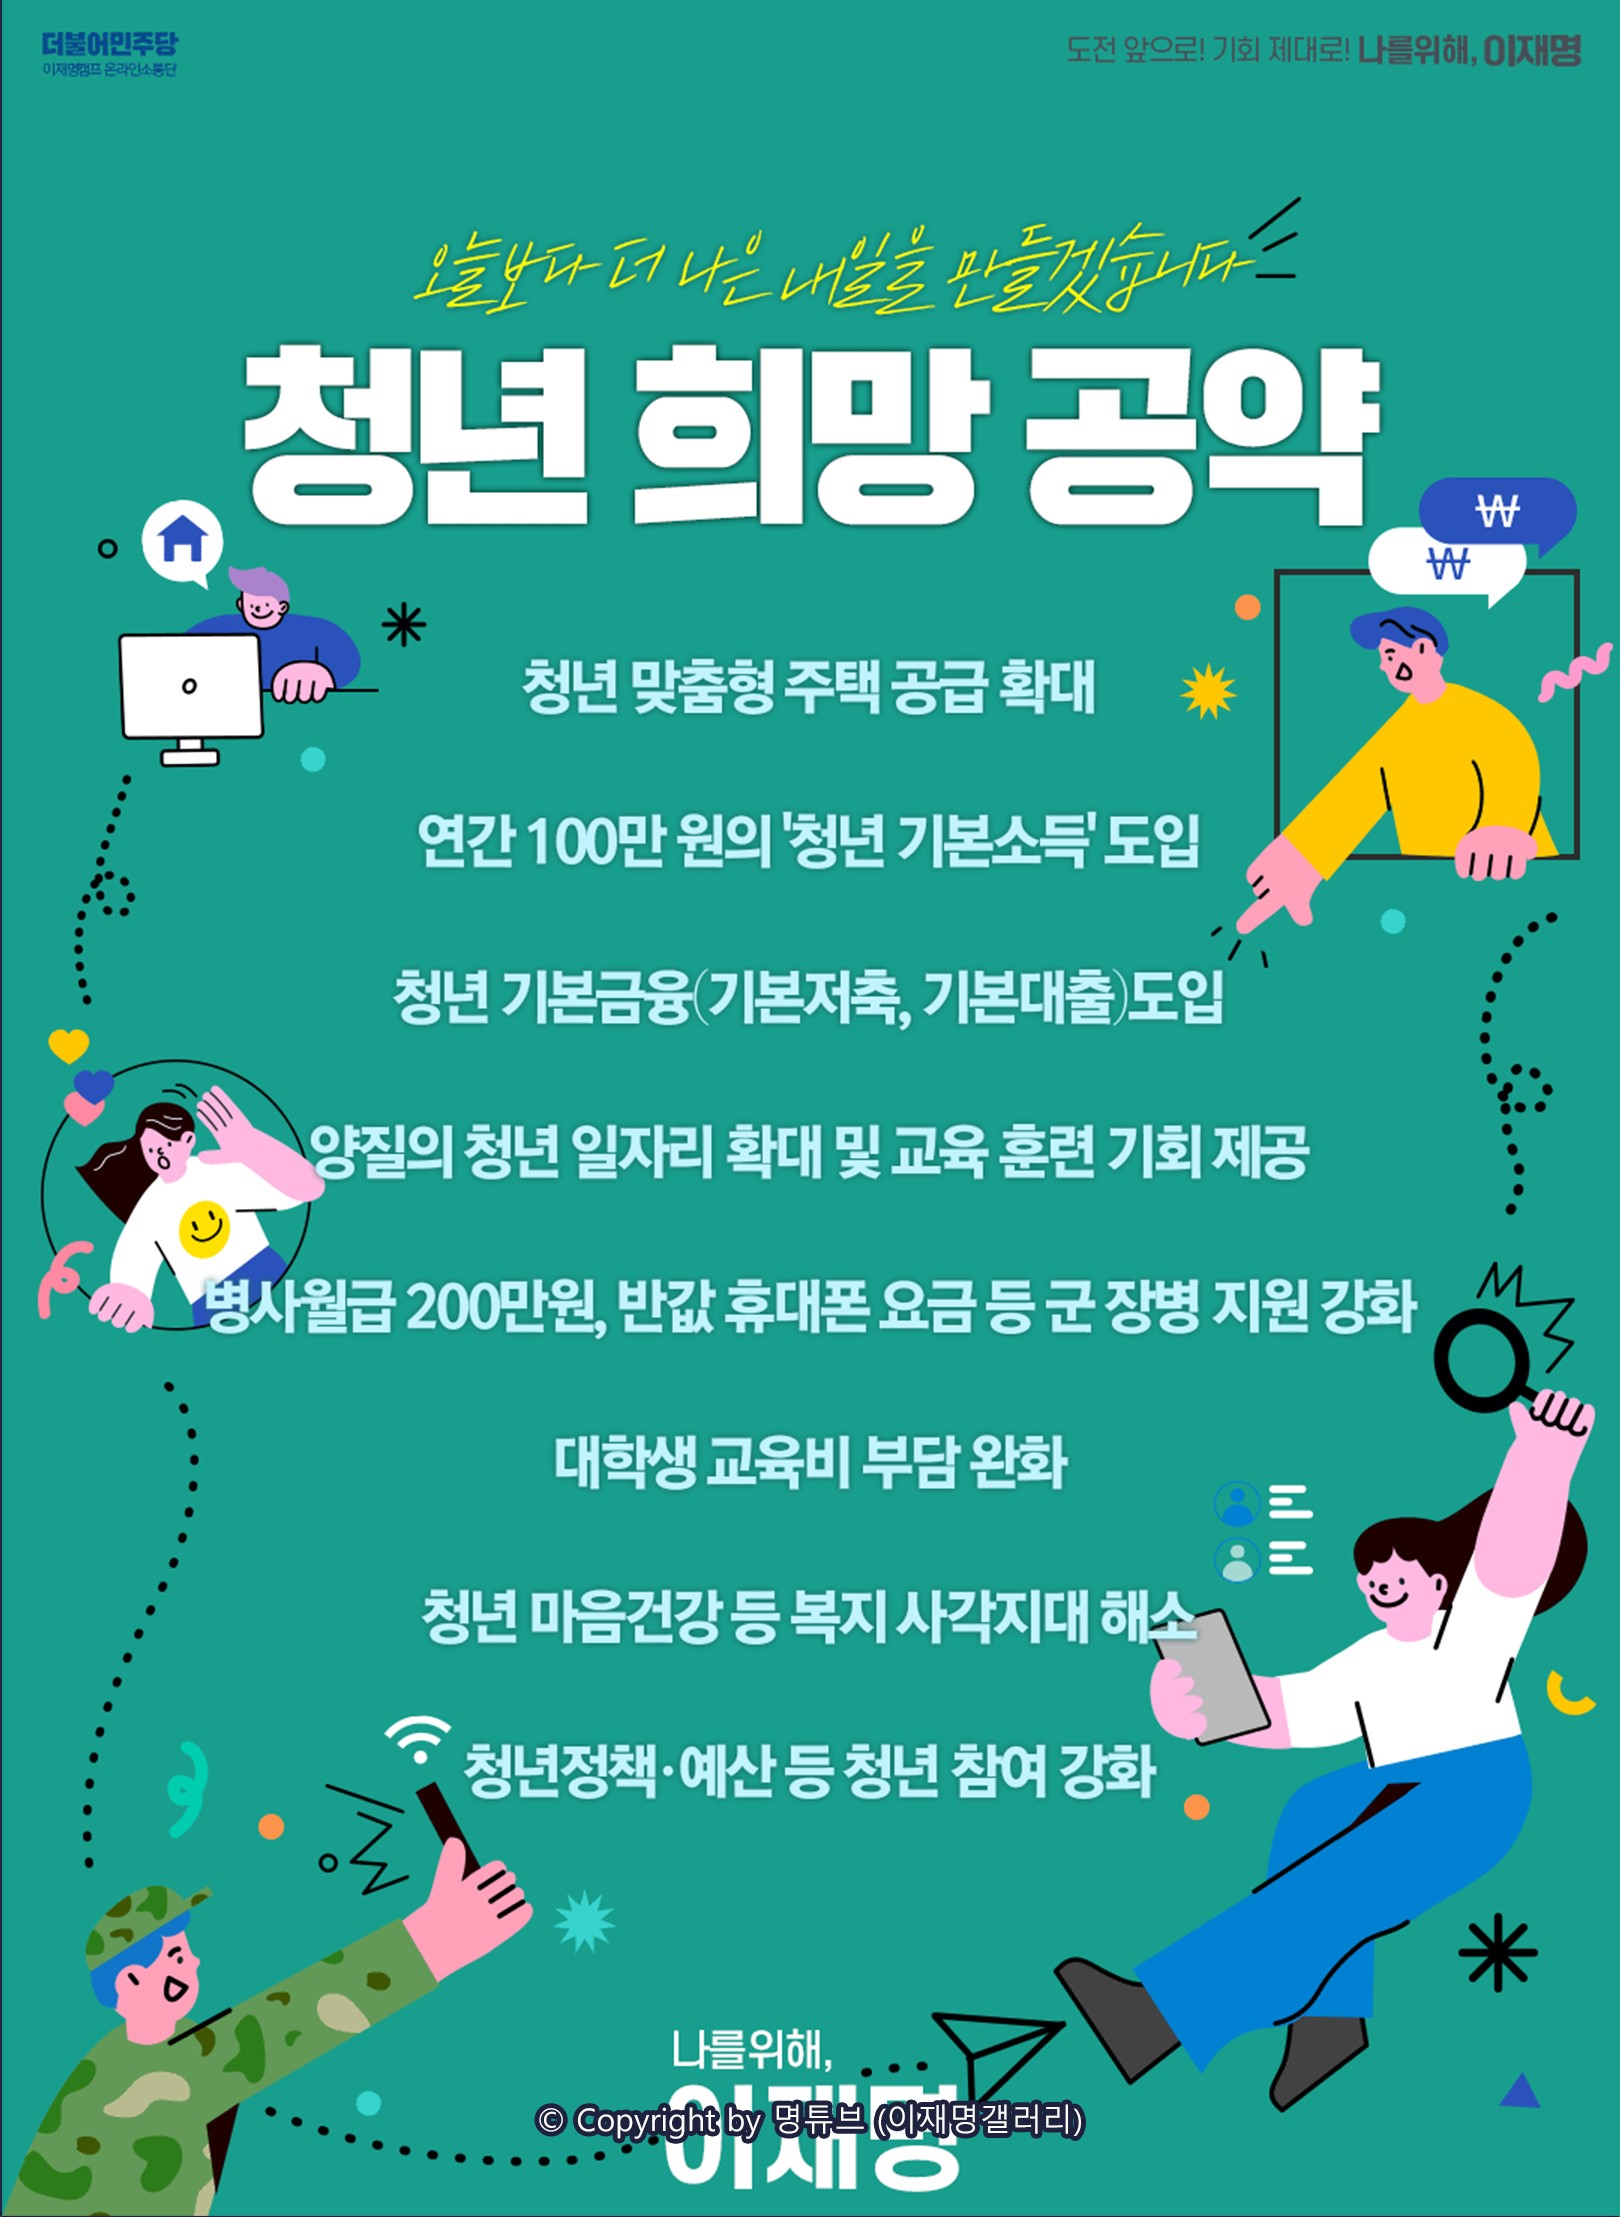 더불어민주당
이재명캠프 온라인소통단
도전 앞으로! 기회 제대로! 나를위해, 이재명
오늘보다 더 나은 내일을 만들겠습니다
청년 희망 공약
₩
₩
청년 맞춤형 주택 공급 확대
연간 100만 원의 '청년 기본소득' 도입
청년 기본금융(기본저축, 기본대출)도입
양질의 청년 일자리 확대 및 교육 훈련 기회 제공
병사월급 200만원, 반값 휴대폰 요금 등 군 장병 지원 강화
대학생 교육비 부담 완화
청년 마음건강 등 복지 사각지대 해소
청년정책·예산 등 청년 참여 강화
나를위해,
이재명
© Copyright by 명튜브 (이재명갤러리)